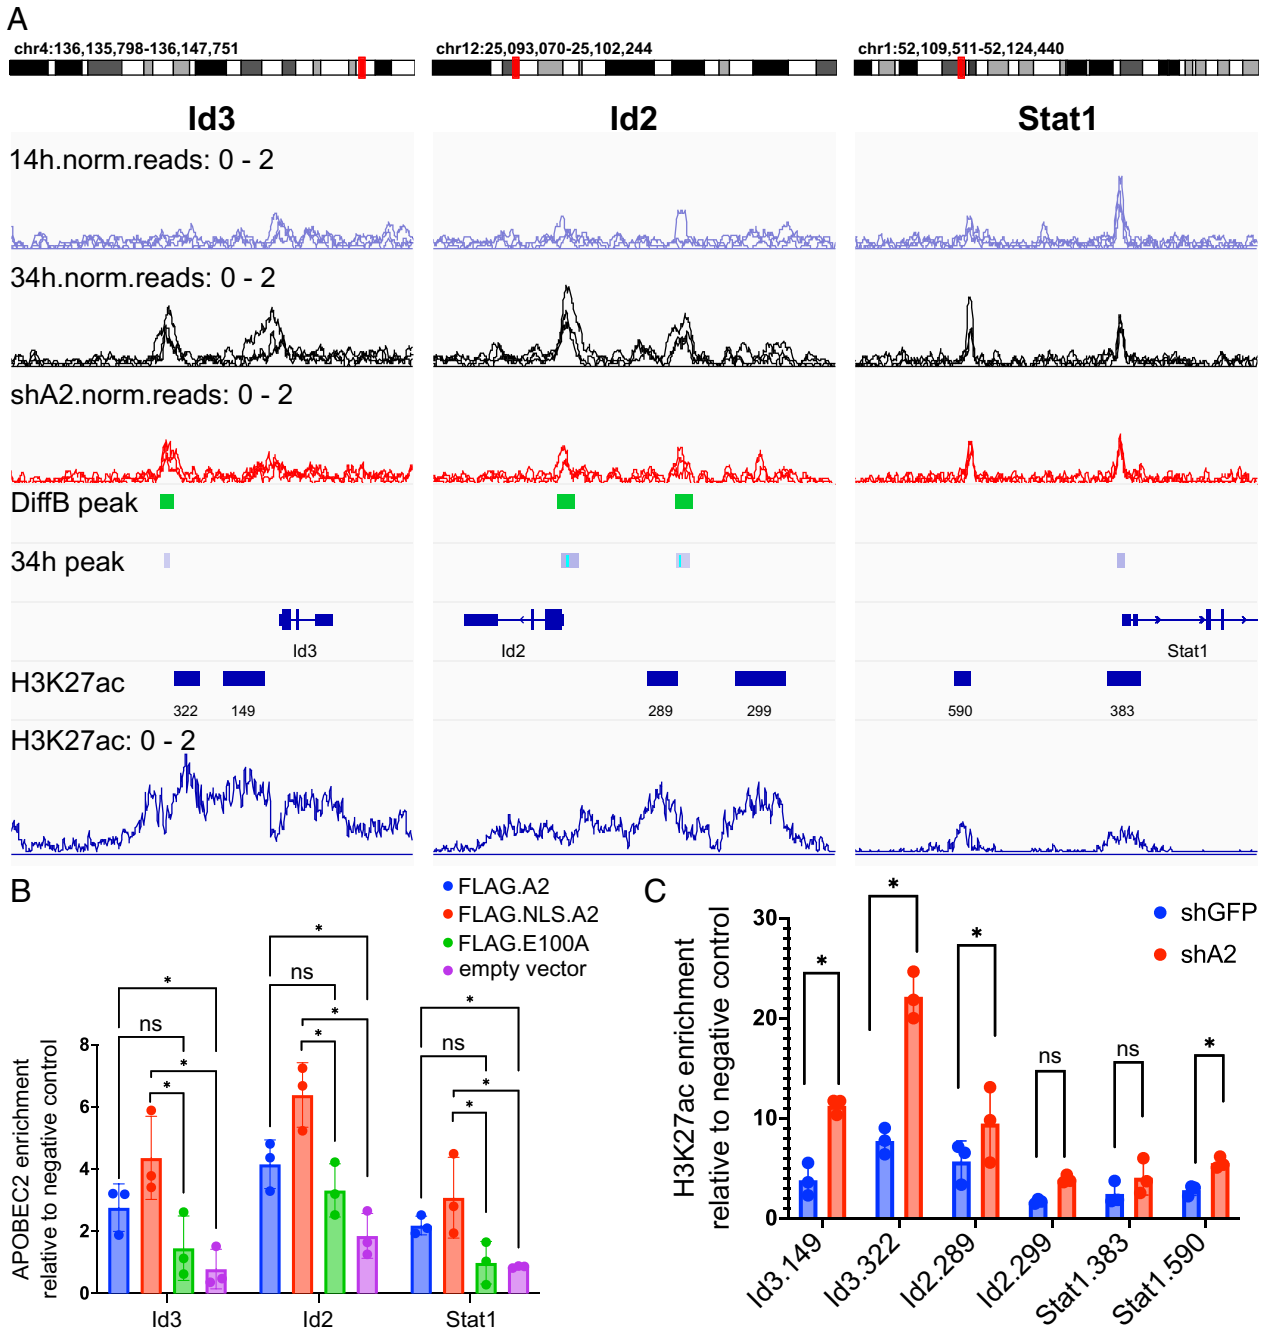 A
chr4:136,135,798-136,147,751 chr12:25,093,070-25,102,244 chr1:52,109,511-52,124,440
Id3 Id2 Stat1
14h.norm.reads: 0 - 2
34h.norm.reads: 0 - 2
shA2.norm.reads: 0 - 2
DiffB peak
34h peak
Id3 Id2 Stat1
H3K27ac
322 149 289 299 590 383
H3K27ac: 0 - 2
B
FLAG.A2
FLAG.NLS.A2
FLAG.E100A
empty vector
APOBEC2 enrichment
relative to negative control
8
6
4
2
0
* ns * *
* ns * *
* ns * *
Id3 Id2 Stat1
C
shGFP
shA2
H3K27ac enrichment
relative to negative control
30
20
10
0
* * * ns ns *
Id3.149 Id3.322 Id2.289 Id2.299 Stat1.383 Stat1.590